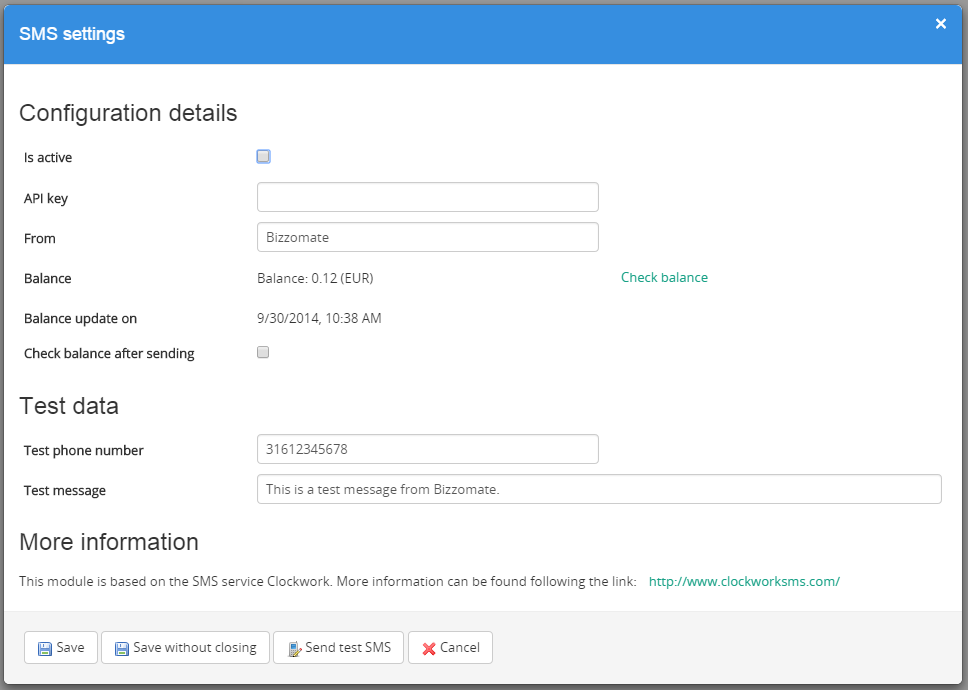 SMS settings
Configuration details
Is active
API key
From Bizzomate
Balance Balance: 0.12 (EUR) Check balance
Balance update on 9/30/2014, 10:38 AM
Check balance after sending
Test data
Test phone number 31612345678
Test message This is a test message from Bizzomate.
More information
This module is based on the SMS service Clockwork. More information can be found following the link: http://www.clockworksms.com/
Save Save without closing Send test SMS Cancel